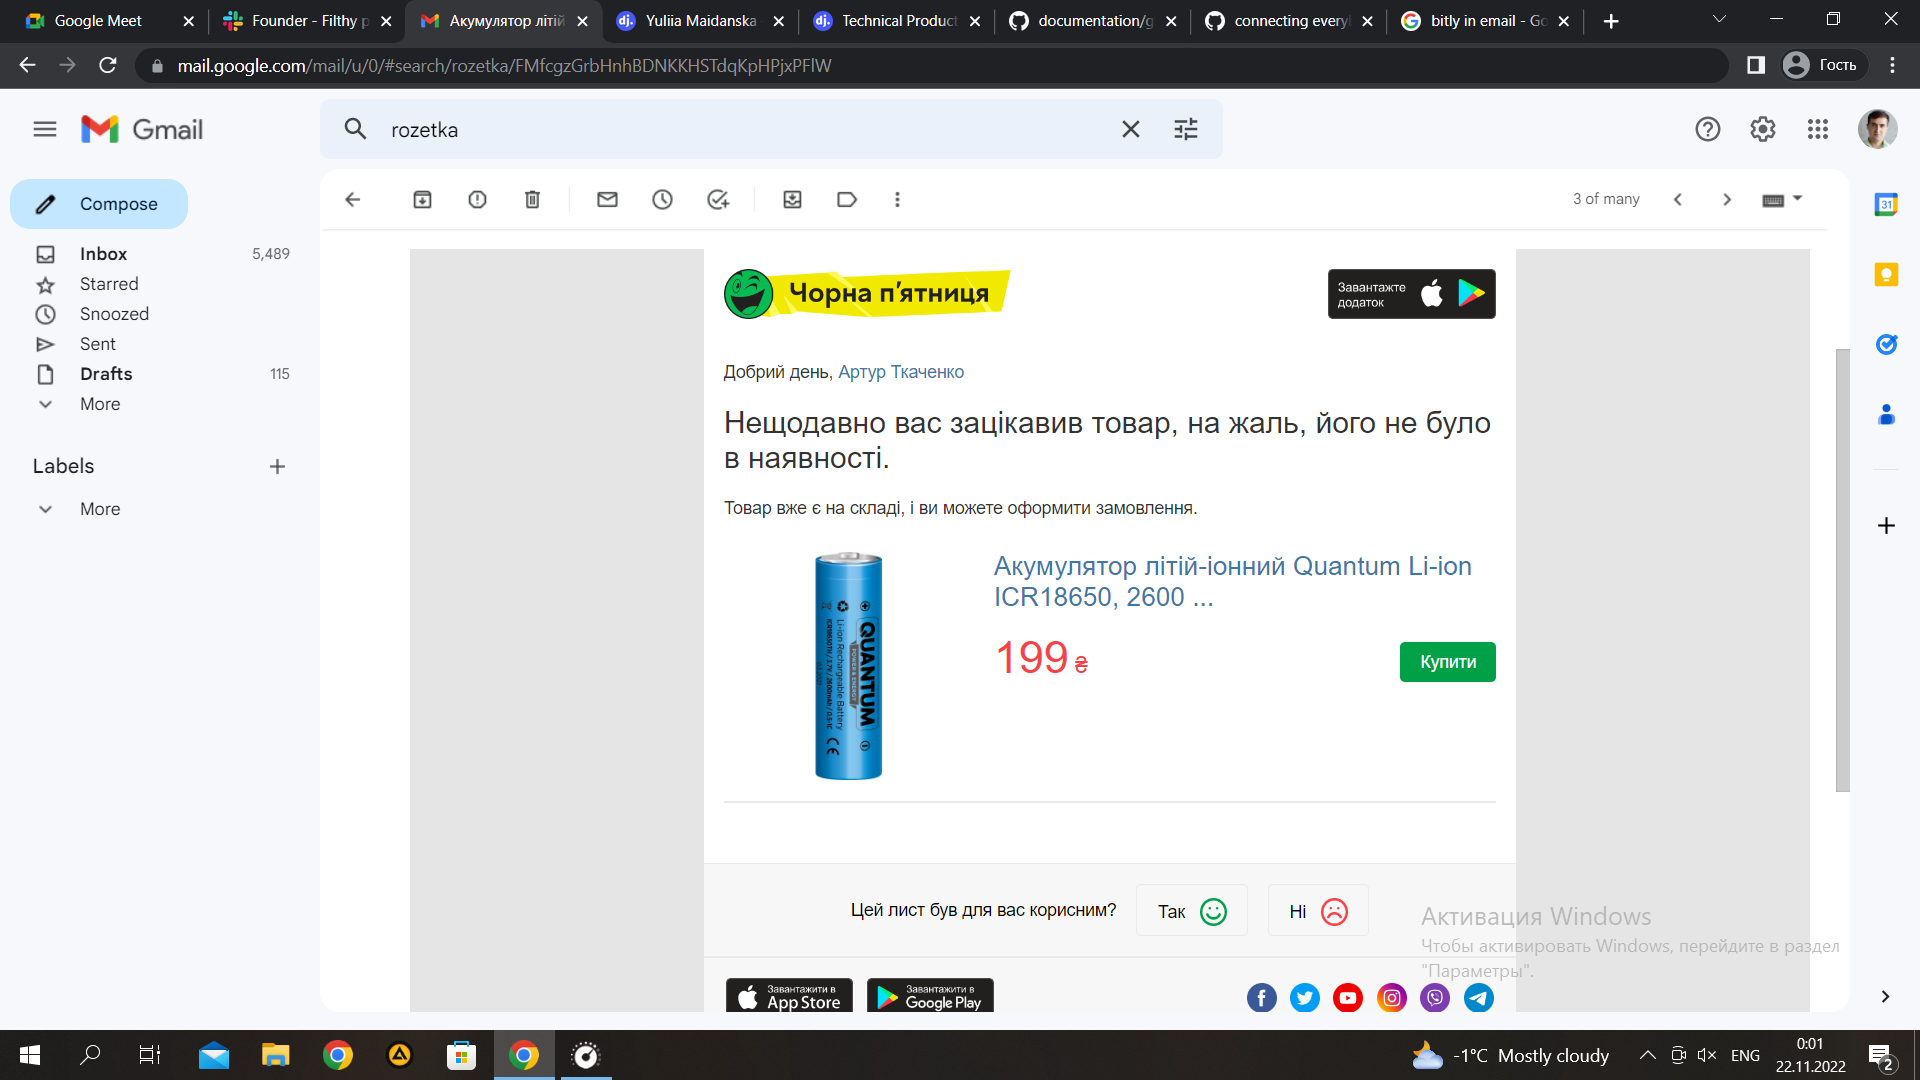 Google Meet
Founder - Filthy p
Акумулятор літій
Yuliia Maidanska
Technical Product
documentation/g
connecting everyb
bitly in email - Go
mail.google.com/mail/u/0/#search/rozetka/FMfcgzGrbHnhBDNKKHSTdqKpHPjxPFlW
Гость
Gmail
rozetka
Compose
3 of many
Inbox 5,489
Starred
Snoozed
Sent
Drafts 115
More
Labels
More
31
Чорна п'ятниця
Завантажте
додаток
Добрий день, Артур Ткаченко
Нещодавно вас зацікавив товар, на жаль, його не було
в наявності.
Товар вже є на складі, і ви можете оформити замовлення.
QUANTUM
Li-ion Rechargeable Battery
Акумулятор літій-іонний Quantum Li-ion
ICR18650, 2600 ...
199 ₴
Купити
Цей лист був для вас корисним?
Так
Ні
Активация Windows
Чтобы активировать Windows, перейдите в раздел
"Параметры".
Завантажити в
App Store
Завантажити в
Google Play
-1°C Mostly cloudy
ENG
0:01
22.11.2022
2